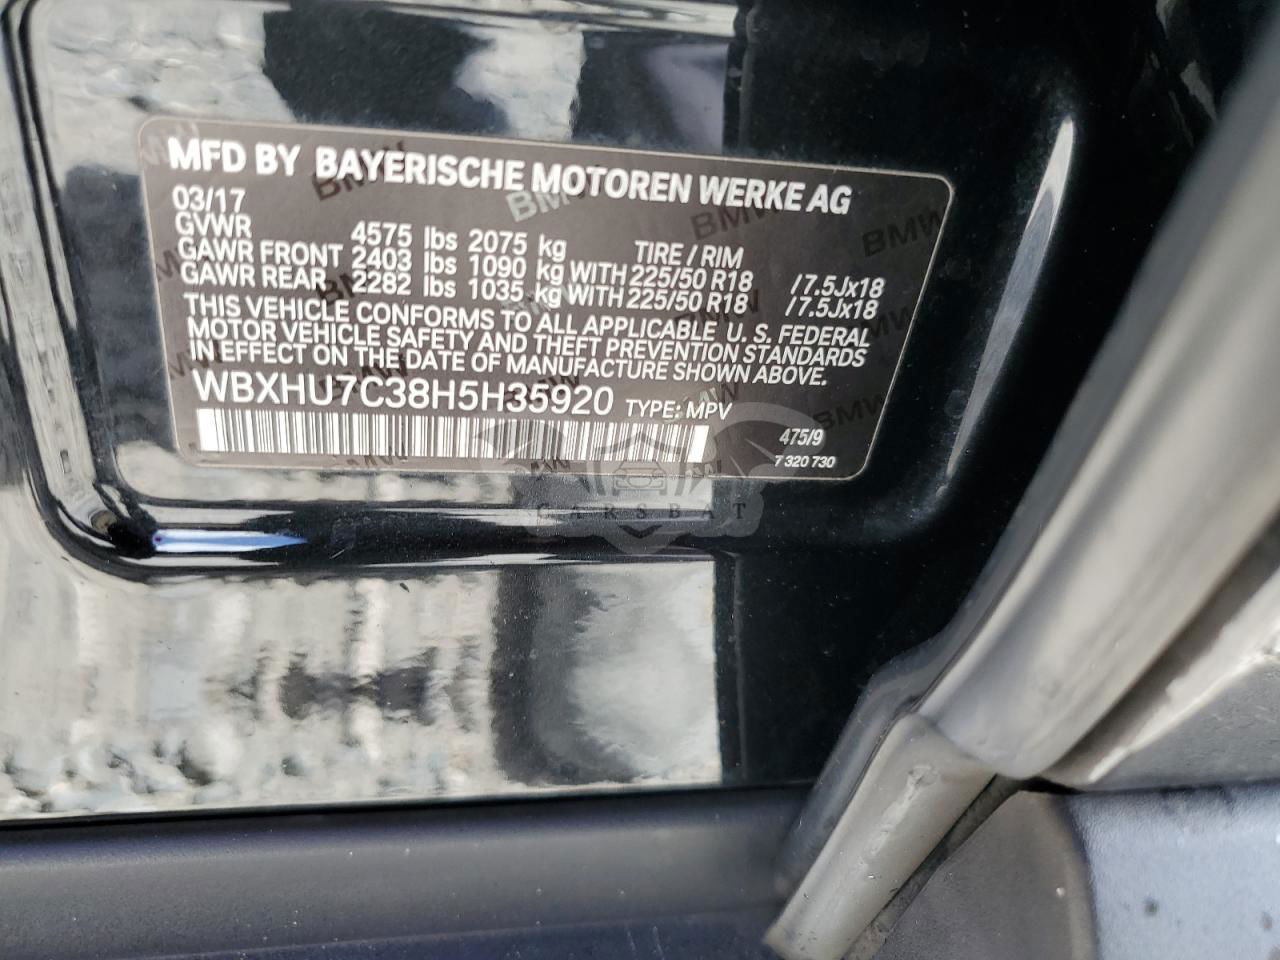 MFD BY BAYERISCHE MOTOREN WERKE AG
03/17
GVWR 4575 lbs 2075 kg TIRE / RIM
GAWR FRONT 2403 lbs 1090 kg WITH 225/50 R18 /7.5Jx18
GAWR REAR 2282 lbs 1035 kg WITH 225/50 R18 /7.5Jx18
THIS VEHICLE CONFORMS TO ALL APPLICABLE U.S. FEDERAL
MOTOR VEHICLE SAFETY AND THEFT PREVENTION STANDARDS
IN EFFECT ON THE DATE OF MANUFACTURE SHOWN ABOVE.
WBXHU7C38H5H35920 TYPE: MPV
475/9
7 320 730
CARSBAT